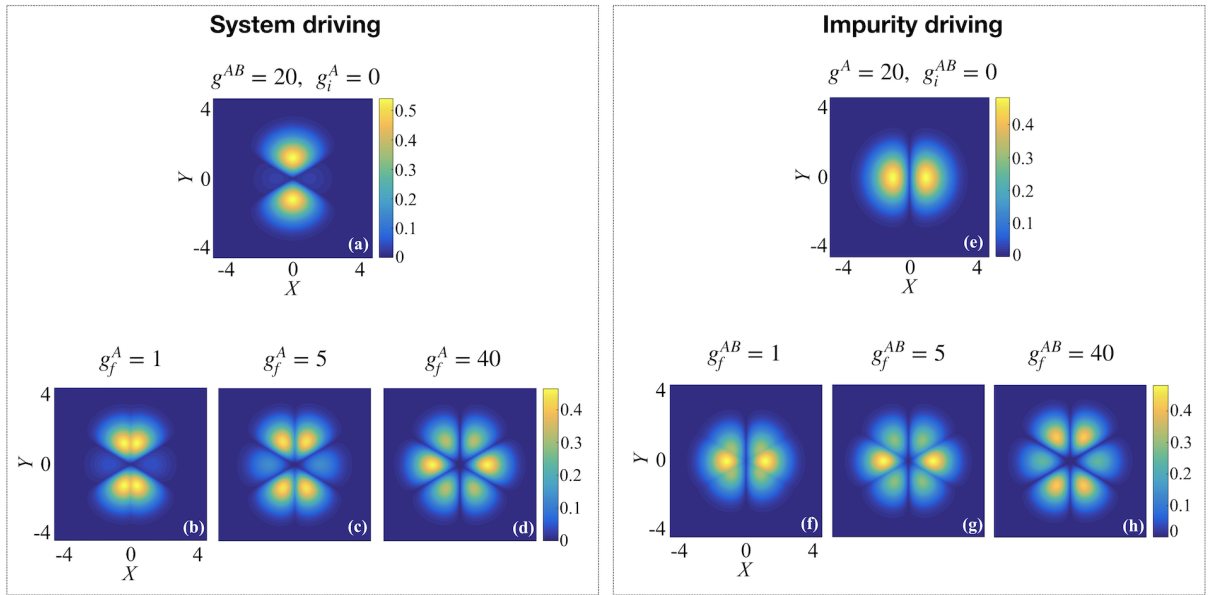 System driving
g^{AB} = 20, g_i^A = 0
4
0
-4
Y
-4 0 4
X
0.5
0.4
0.3
0.2
0.1
0
(a)
g_f^A = 1
g_f^A = 5
g_f^A = 40
4
0
-4
Y
-4 0 4
X
(b)
(c)
(d)
0.4
0.3
0.2
0.1
0
Impurity driving
g^A = 20, g_i^{AB} = 0
4
0
-4
Y
-4 0 4
X
0.4
0.3
0.2
0.1
0
(e)
g_f^{AB} = 1
g_f^{AB} = 5
g_f^{AB} = 40
4
0
-4
Y
-4 0 4
X
(f)
(g)
(h)
0.4
0.3
0.2
0.1
0